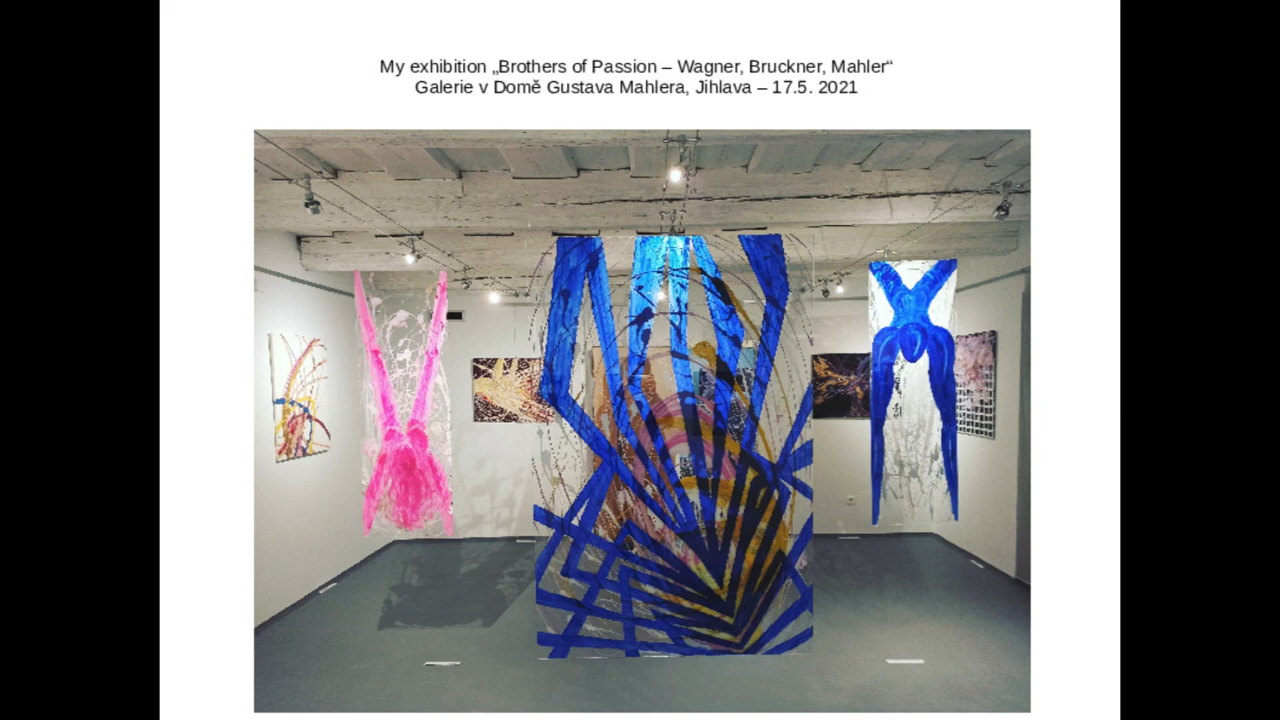 My exhibition „Brothers of Passion – Wagner, Bruckner, Mahler“
Galerie v Domě Gustava Mahlera, Jihlava – 17.5. 2021